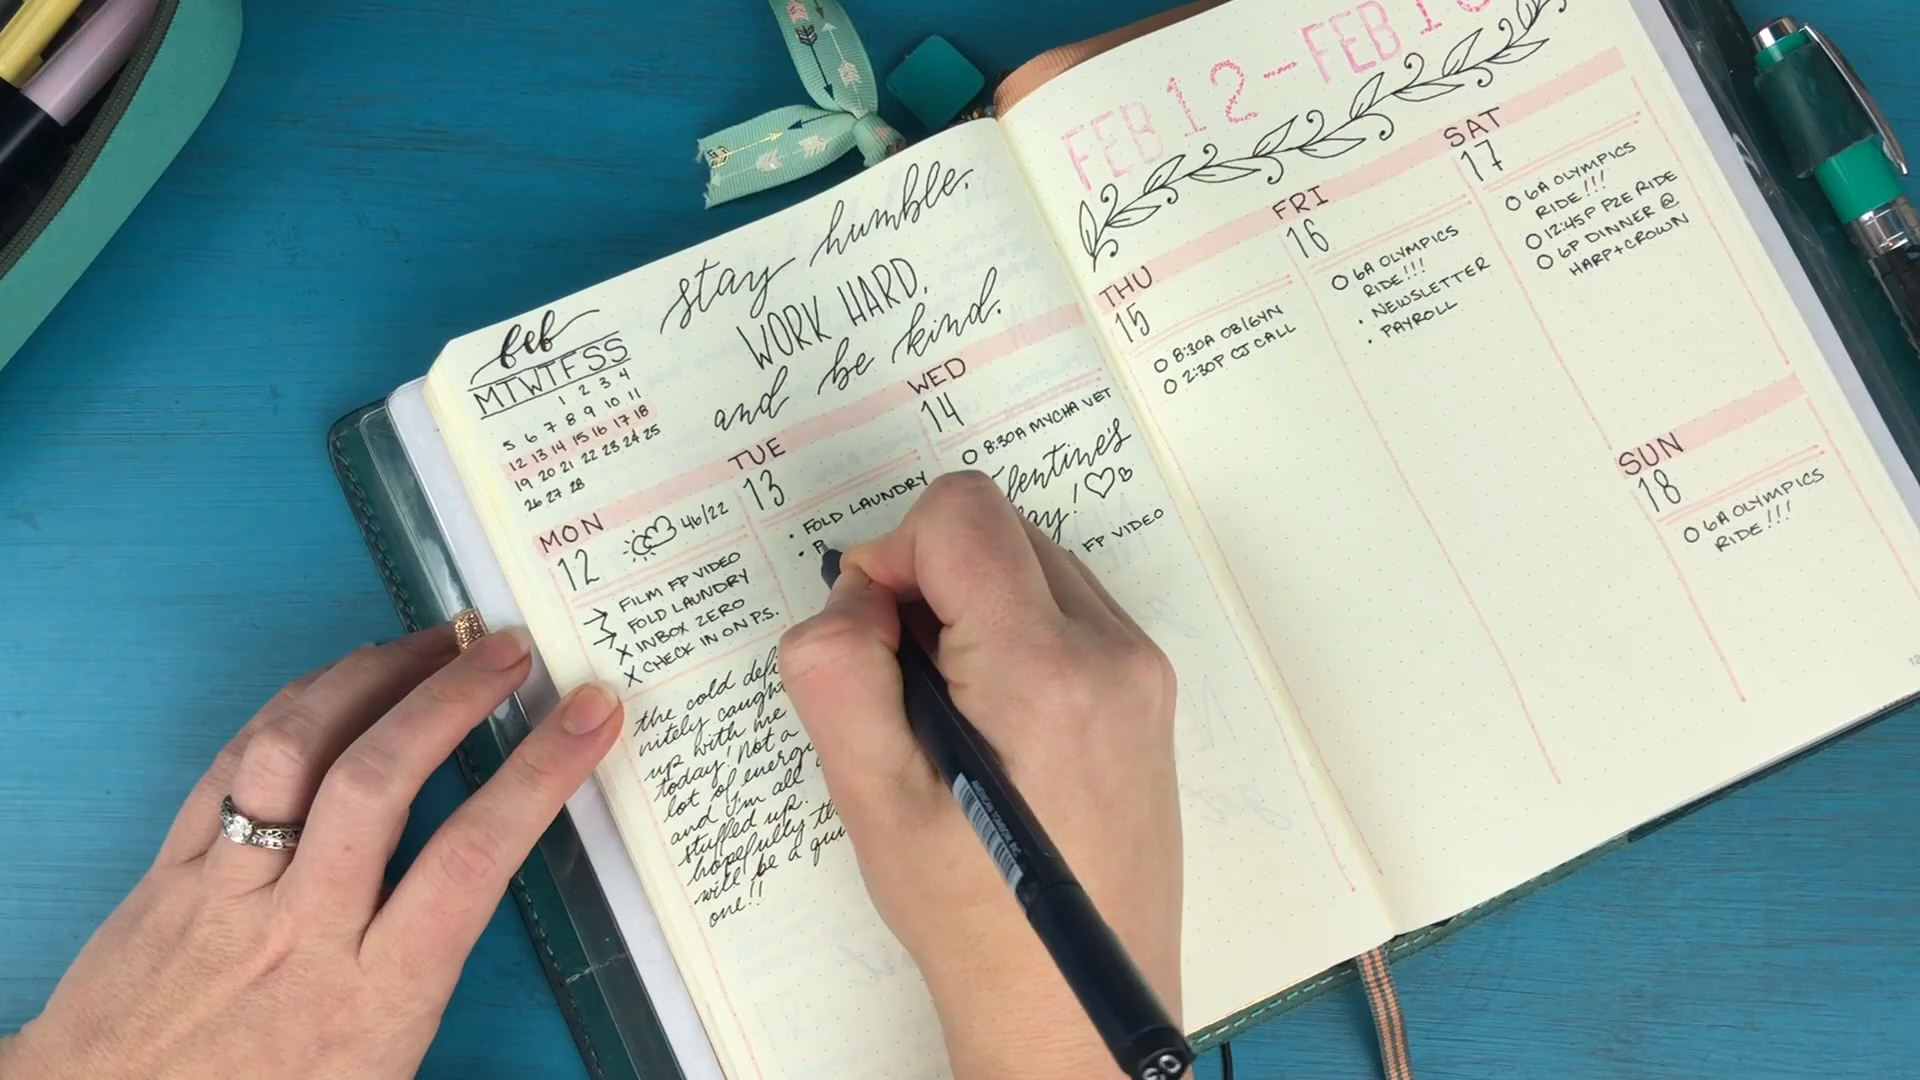 stay humble.
WORK HARD.
and be kind.
feb
MTWTFSS
1 2 3 4
5 6 7 8 9 10 11
12 13 14 15 16 17 18
19 20 21 22 23 24 25
26 27 28
MON
12
46/22
→ FILM FP VIDEO
→ FOLD LAUNDRY
X INBOX ZERO
X CHECK IN ON P.S.
the cold defi
nitely caught
up with me
today! Not a
lot of energy
and I'm all
stuffed up.
hopefully
will be a
one!!
TUE
13
• FOLD LAUNDRY
WED
14
O 8:30A MYCHA VET
FP VIDEO
FEB 12 - FEB
THU
15
O 8:30A OB/GYN
O 2:30P CJ CALL
FRI
16
O 6A OLYMPICS
RIDE!!!
• NEWSLETTER
• PAYROLL
SAT
17
O 6A OLYMPICS
RIDE!!!
O 12:45P PZE RIDE
O 6P DINNER @
HARP+CROWN
SUN
18
O 6A OLYMPICS
RIDE!!!